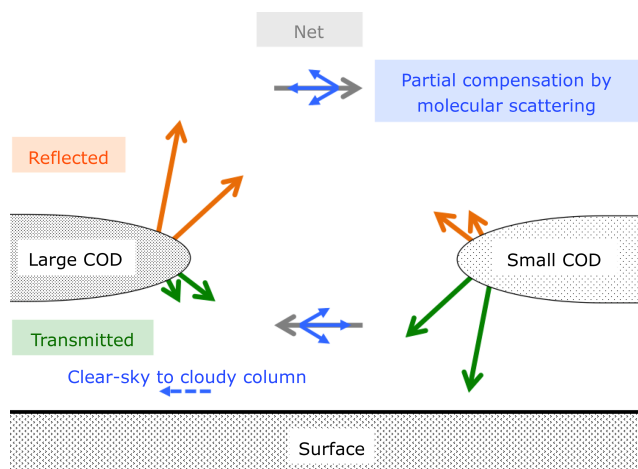 Net
Partial compensation by
molecular scattering
Reflected
Large COD
Small COD
Transmitted
Clear-sky to cloudy column
Surface